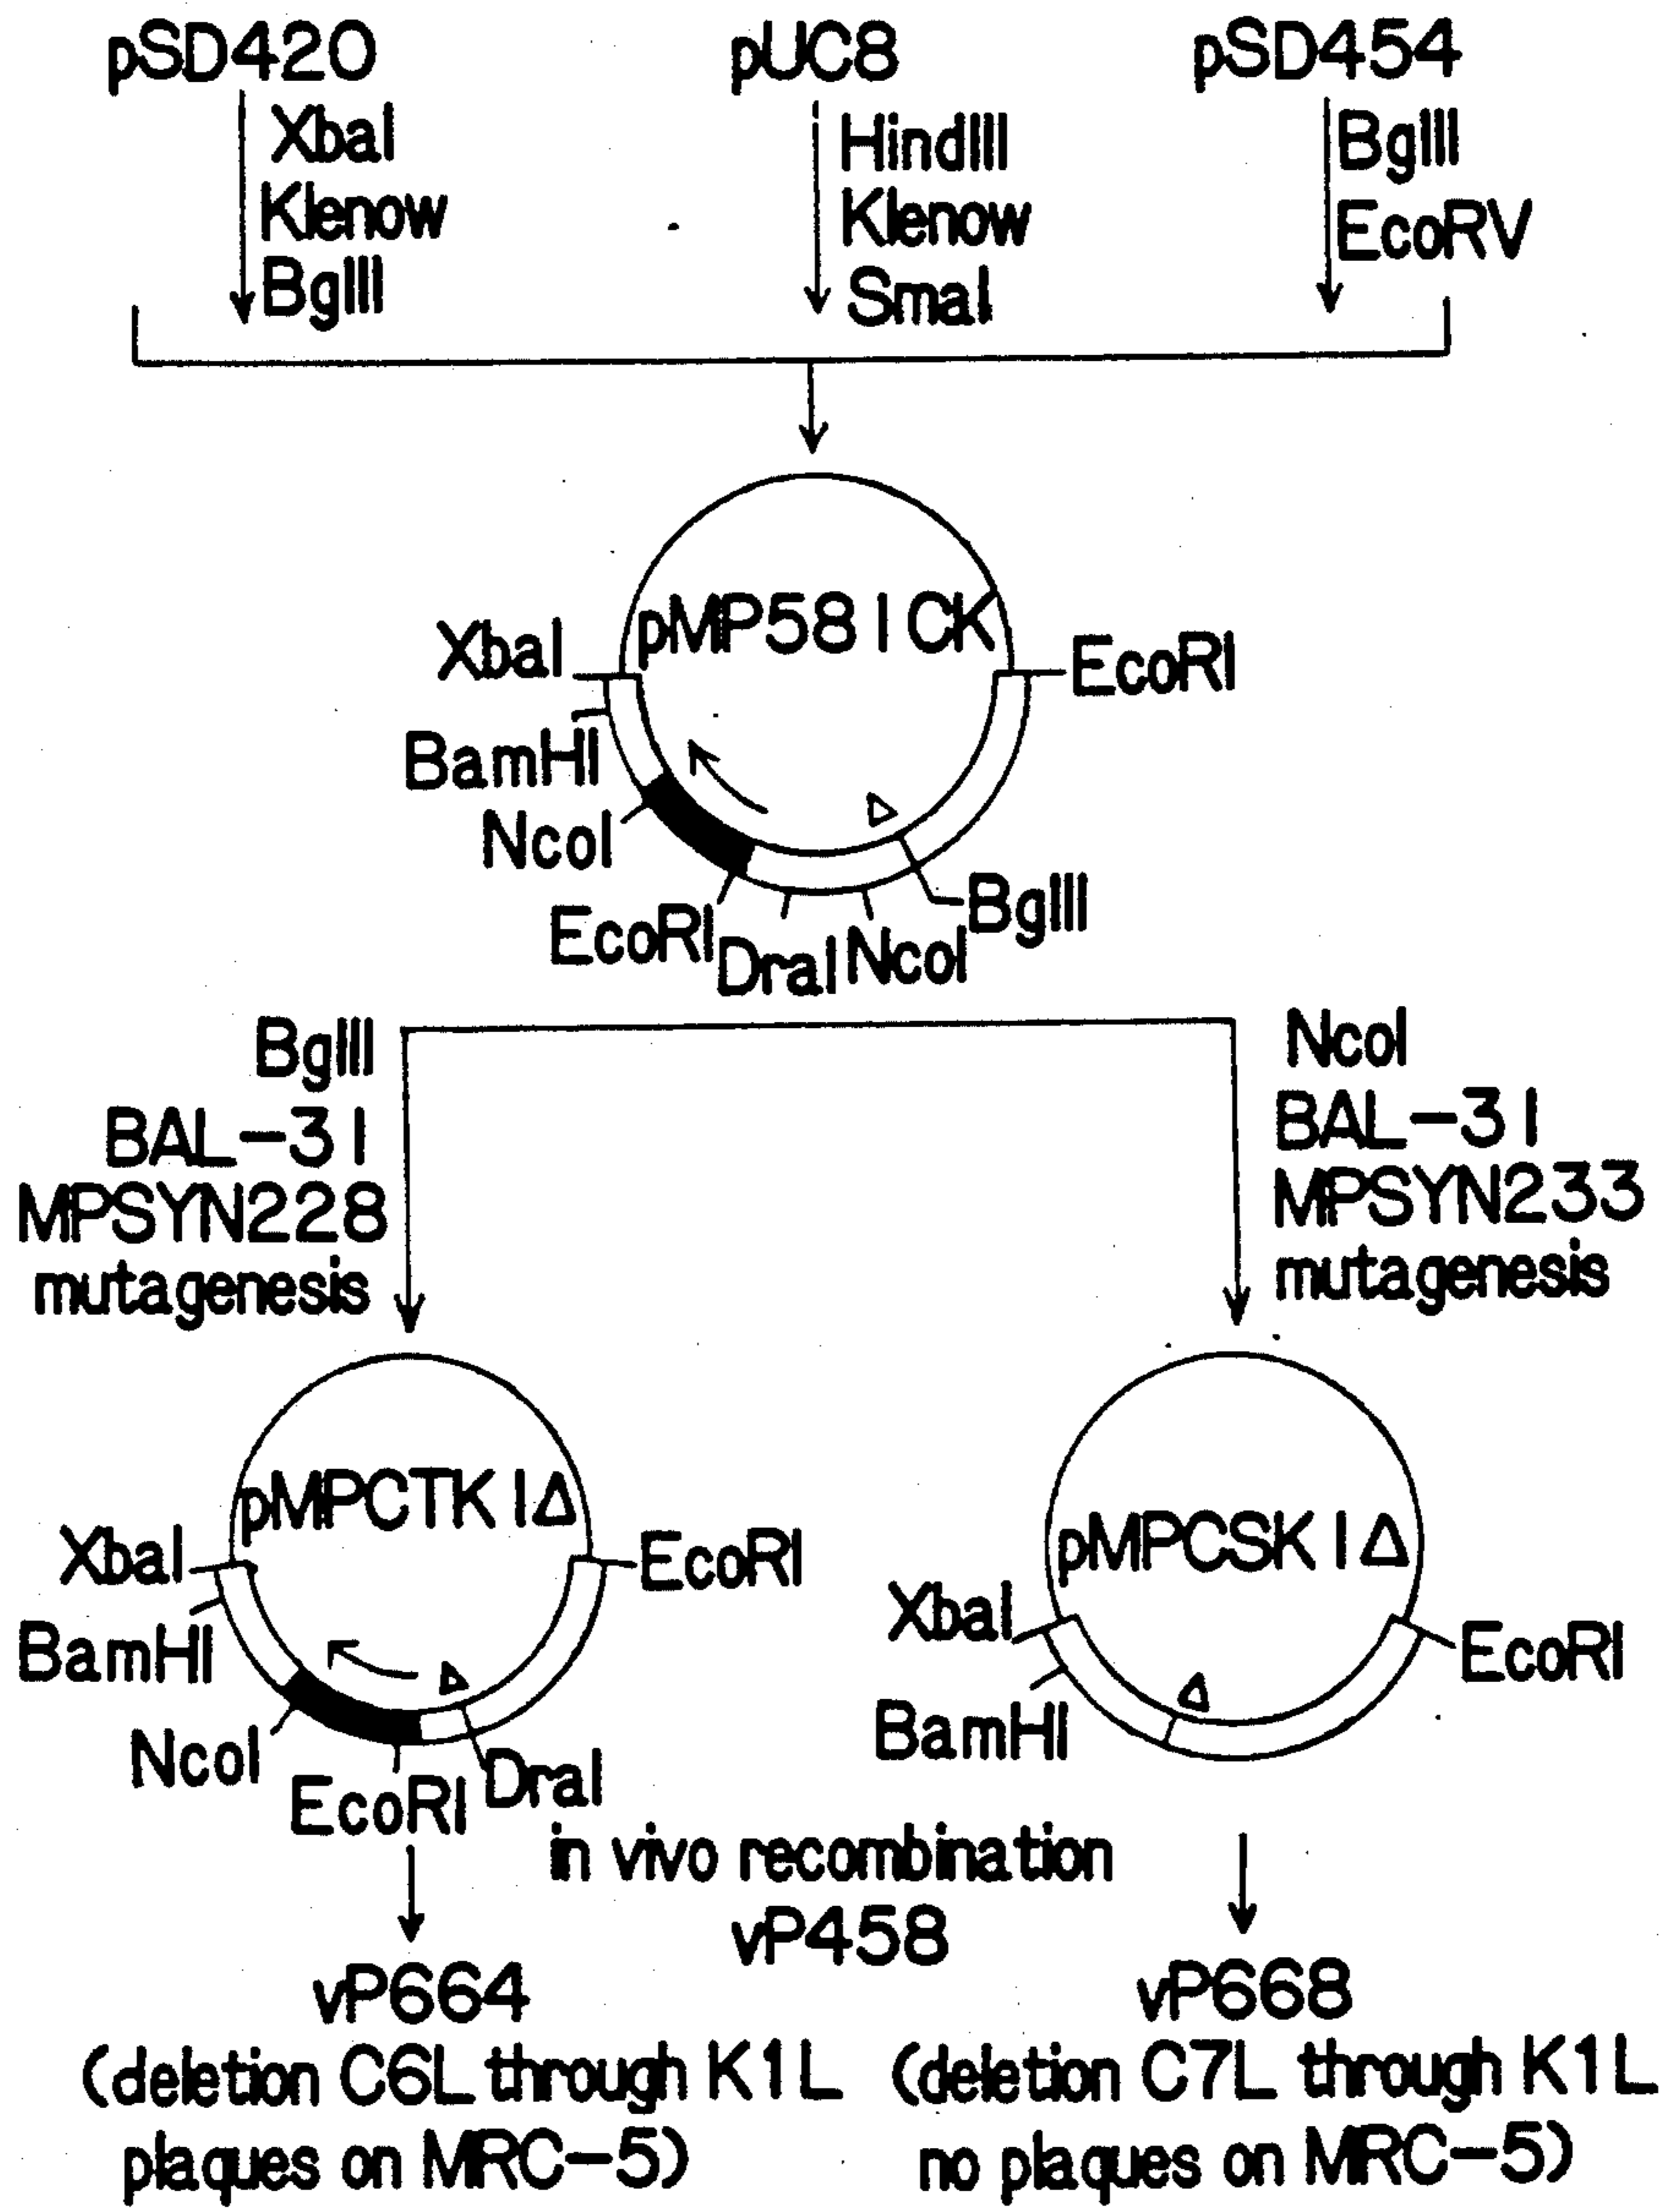 pSD420
pUC8
pSD454
XbaI
Klenow
BglII
HindIII
Klenow
SmaI
BglII
EcoRV
pMP581CK
XbaI
EcoRI
BamHI
NcoI
EcoRI
DraI
NcoI
BglII
BglII
BAL-31
MPSYN228
mutagenesis
NcoI
BAL-31
MPSYN233
mutagenesis
pMPCTK1Δ
XbaI
EcoRI
BamHI
NcoI
EcoRI
DraI
pMPCSK1Δ
XbaI
EcoRI
BamHI
in vivo recombination
vP458
vP664
(deletion C6L through K1L
plaques on MRC-5)
vP668
(deletion C7L through K1L
no plaques on MRC-5)